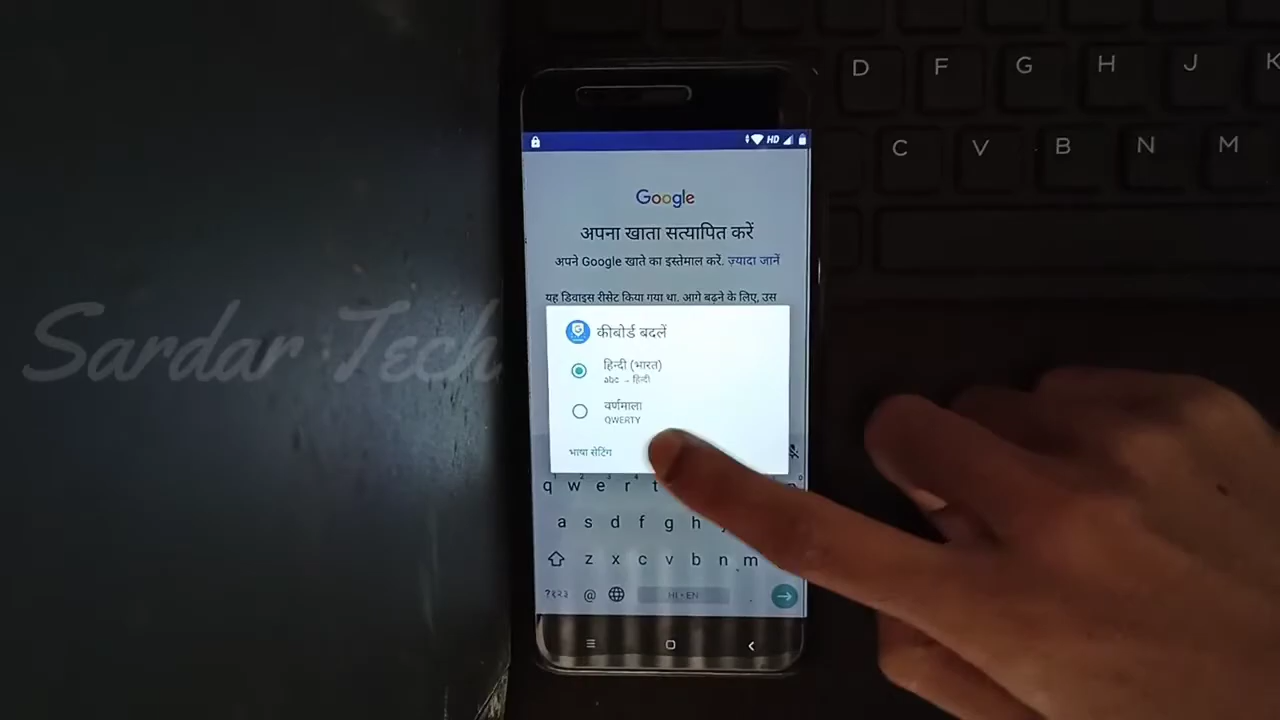 D F G H J K
C V B N M
HD
Google
अपना खाता सत्यापित करें
अपने Google खाते का इस्तेमाल करें. ज़्यादा जानें
यह डिवाइस रीसेट किया गया था. आगे बढ़ने के लिए, उस
Sardar Tech
कीबोर्ड बदलें
हिन्दी (भारत)
abc → हिन्दी
वर्णमाला
QWERTY
भाषा सेटिंग
q w e r t
a s d f g h
z x c v b n m
?१२३ @ HI • EN .